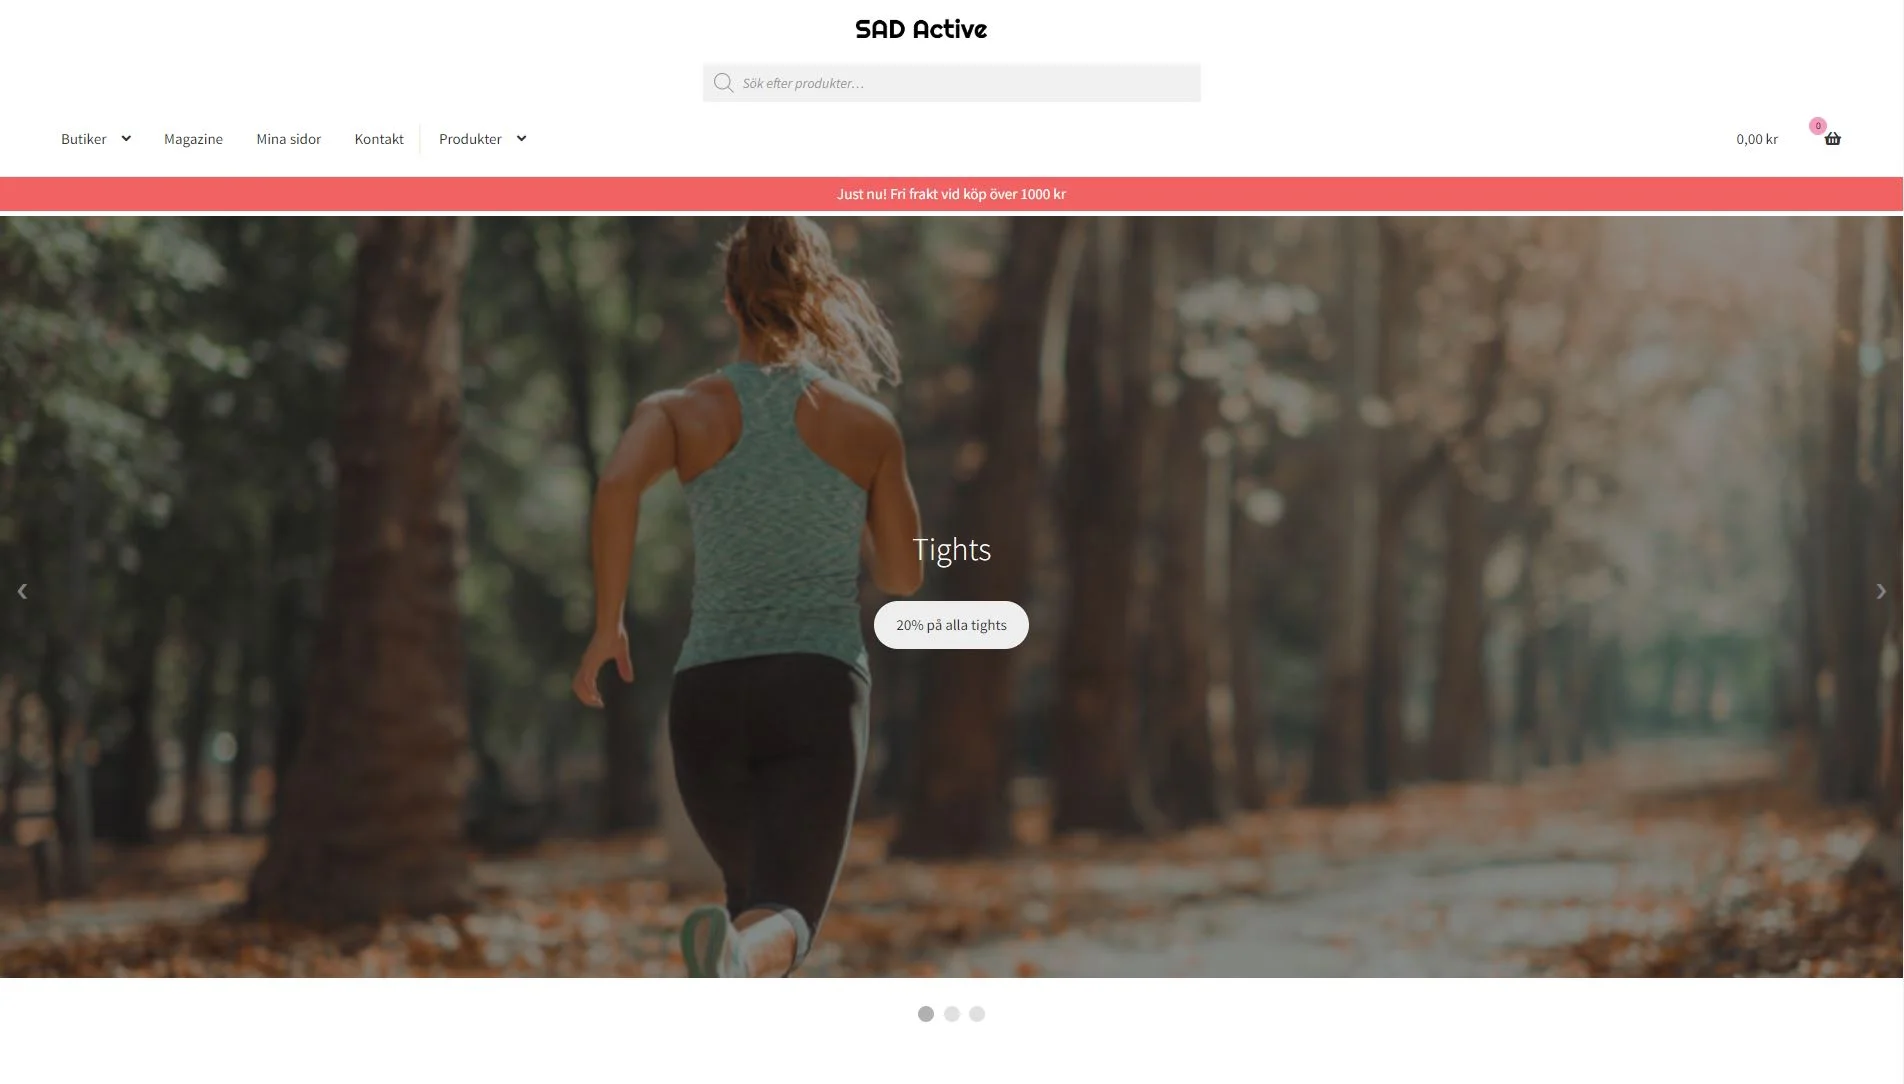 SAD Active
Sök efter produkter...
Butiker Magazine Mina sidor Kontakt Produkter 0,00 kr 0
Just nu! Fri frakt vid köp över 1000 kr
Tights
20% på alla tights